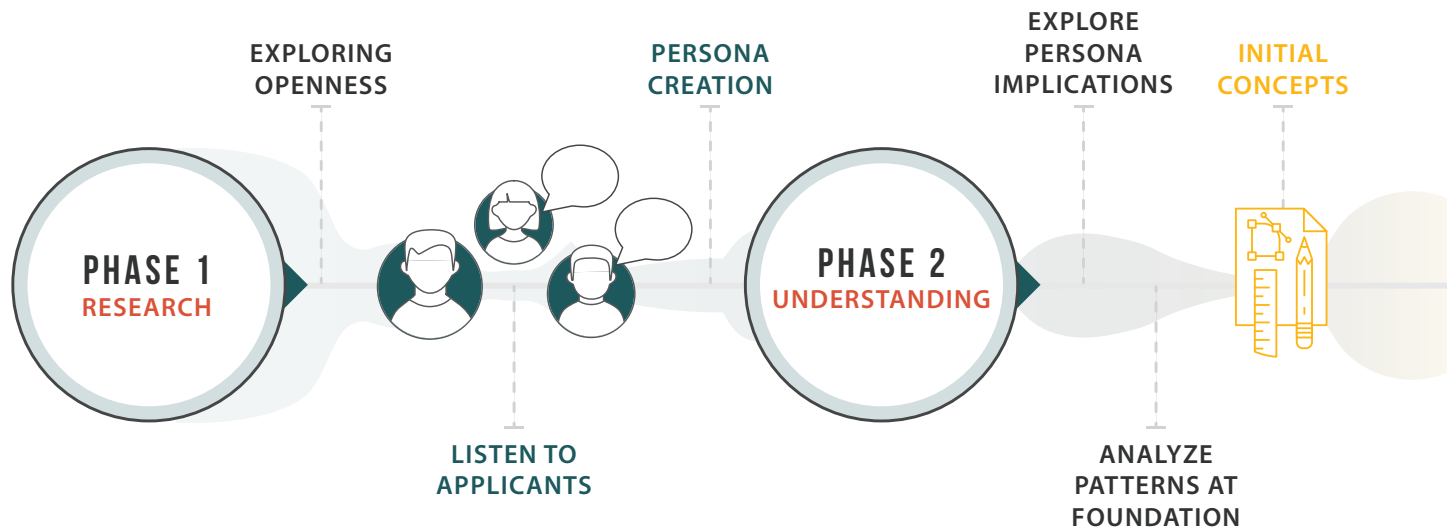 EXPLORING
OPENNESS
PERSONA
CREATION
EXPLORE
PERSONA
IMPLICATIONS
INITIAL
CONCEPTS
PHASE 1
RESEARCH
PHASE 2
UNDERSTANDING
LISTEN TO
APPLICANTS
ANALYZE
PATTERNS AT
FOUNDATION